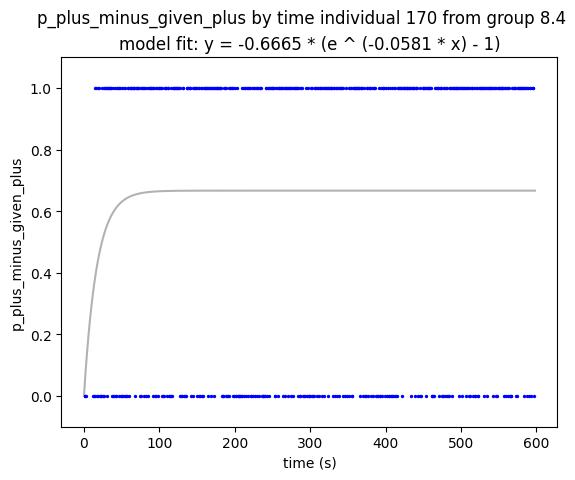 p_plus_minus_given_plus by time individual 170 from group 8.4
model fit: y = -0.6665 * (e ^ (-0.0581 * x) - 1)
1.0
0.8
0.6
0.4
0.2
0.0
p_plus_minus_given_plus
0 100 200 300 400 500 600
time (s)